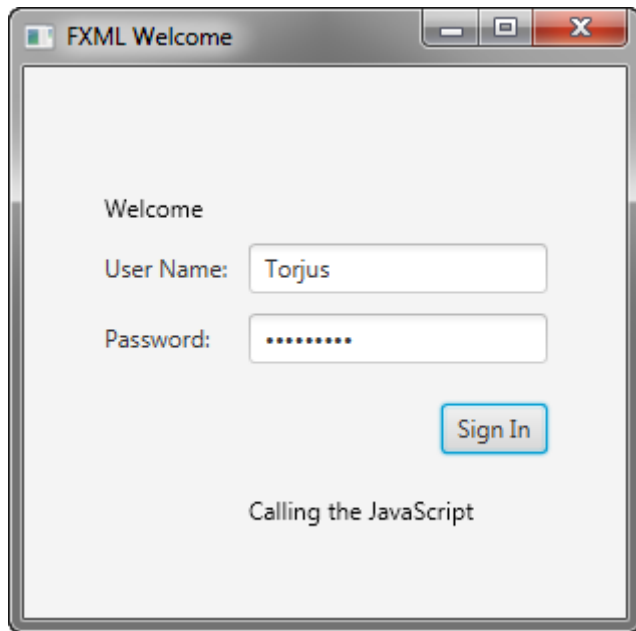 FXML Welcome
Welcome
User Name: Torjus
Password: •••••••••
Sign In
Calling the JavaScript